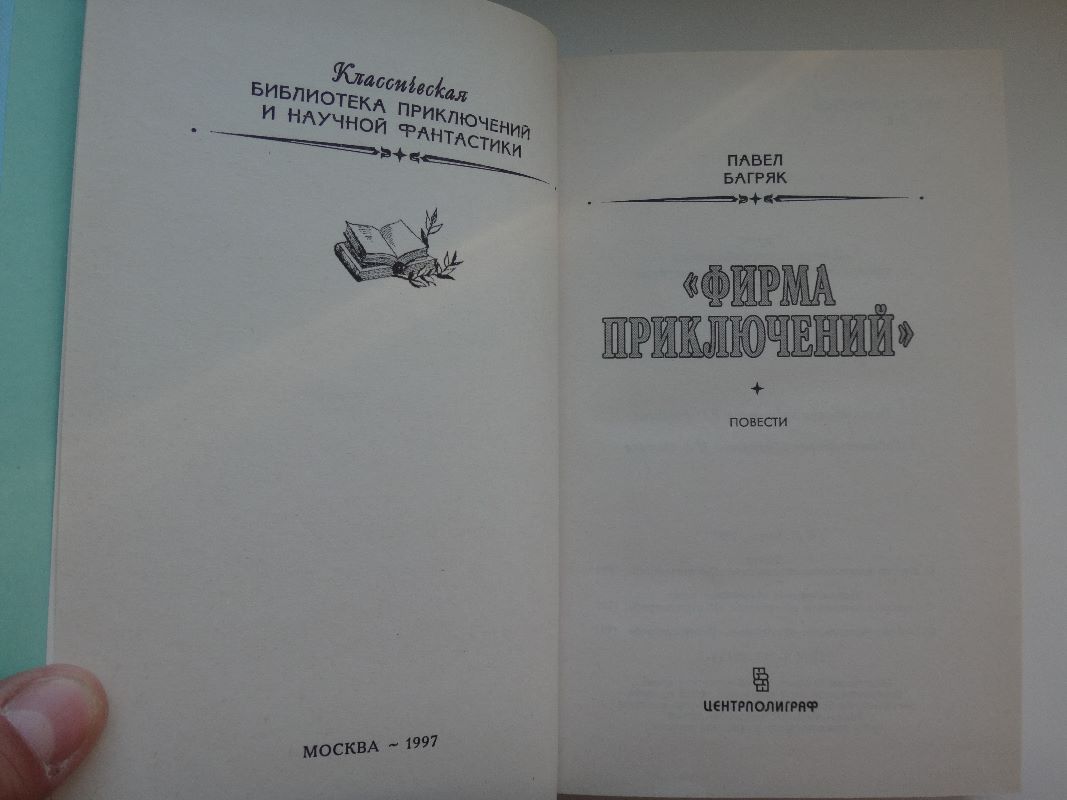 Классическая
БИБЛИОТЕКА ПРИКЛЮЧЕНИЙ
И НАУЧНОЙ ФАНТАСТИКИ
МОСКВА ~ 1997
ПАВЕЛ
БАГРЯК
«ФИРМА
ПРИКЛЮЧЕНИЙ»
ПОВЕСТИ
ЦЕНТРПОЛИГРАФ